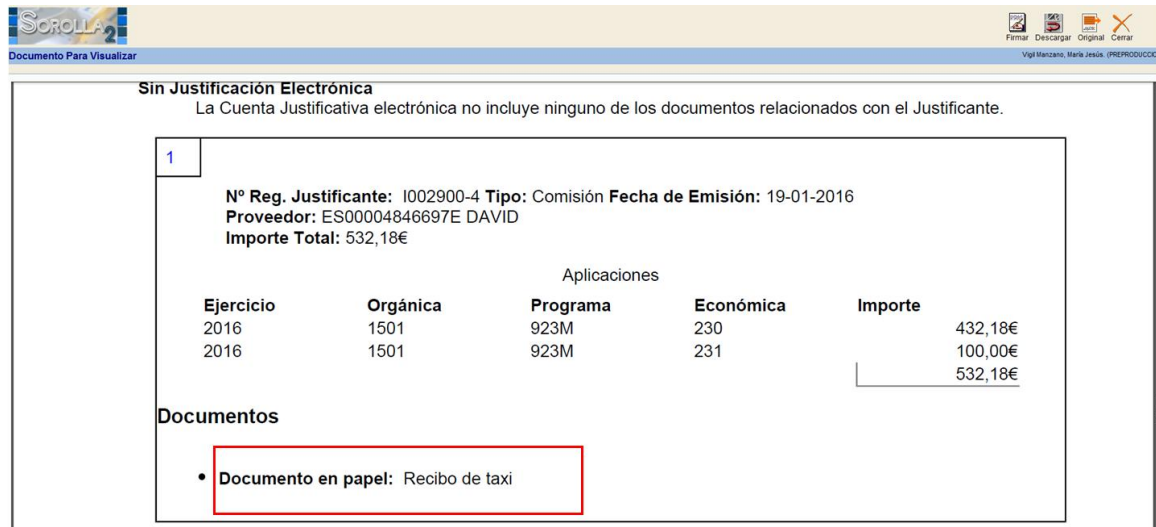 SOROLLA2
Firmar Descargar Original Cerrar
Documento Para Visualizar
Vigil Manzano, María Jesús. (PREPRODUCCIO
Sin Justificación Electrónica
La Cuenta Justificativa electrónica no incluye ninguno de los documentos relacionados con el Justificante.
1
Nº Reg. Justificante: I002900-4 Tipo: Comisión Fecha de Emisión: 19-01-2016
Proveedor: ES00004846697E DAVID
Importe Total: 532,18€
Aplicaciones
Ejercicio Orgánica Programa Económica Importe
2016 1501 923M 230 432,18€
2016 1501 923M 231 100,00€
532,18€
Documentos
• Documento en papel: Recibo de taxi